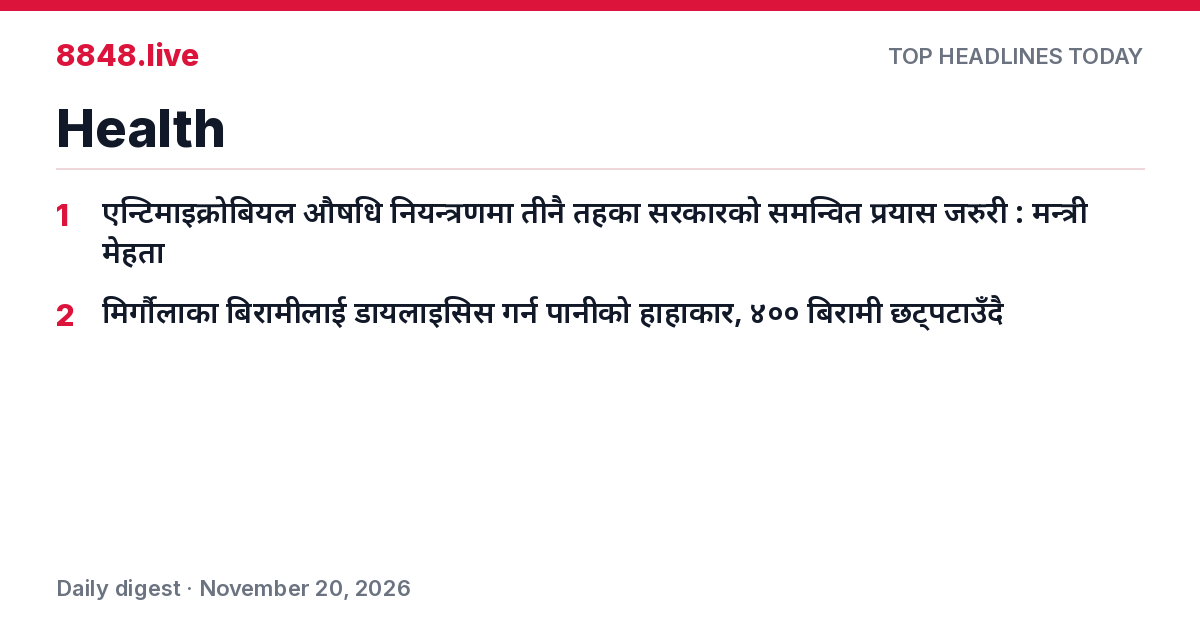 8848.live
TOP HEADLINES TODAY
Health
1 एन्टिमाइक्रोबियल औषधि नियन्त्रणमा तीनै तहका सरकारको समन्वित प्रयास जरुरी : मन्त्री
मेहता
2 मिर्गौलाका बिरामीलाई डायलाइसिस गर्न पानीको हाहाकार, ४०० बिरामी छट्पटाउँदै
Daily digest · November 20, 2026